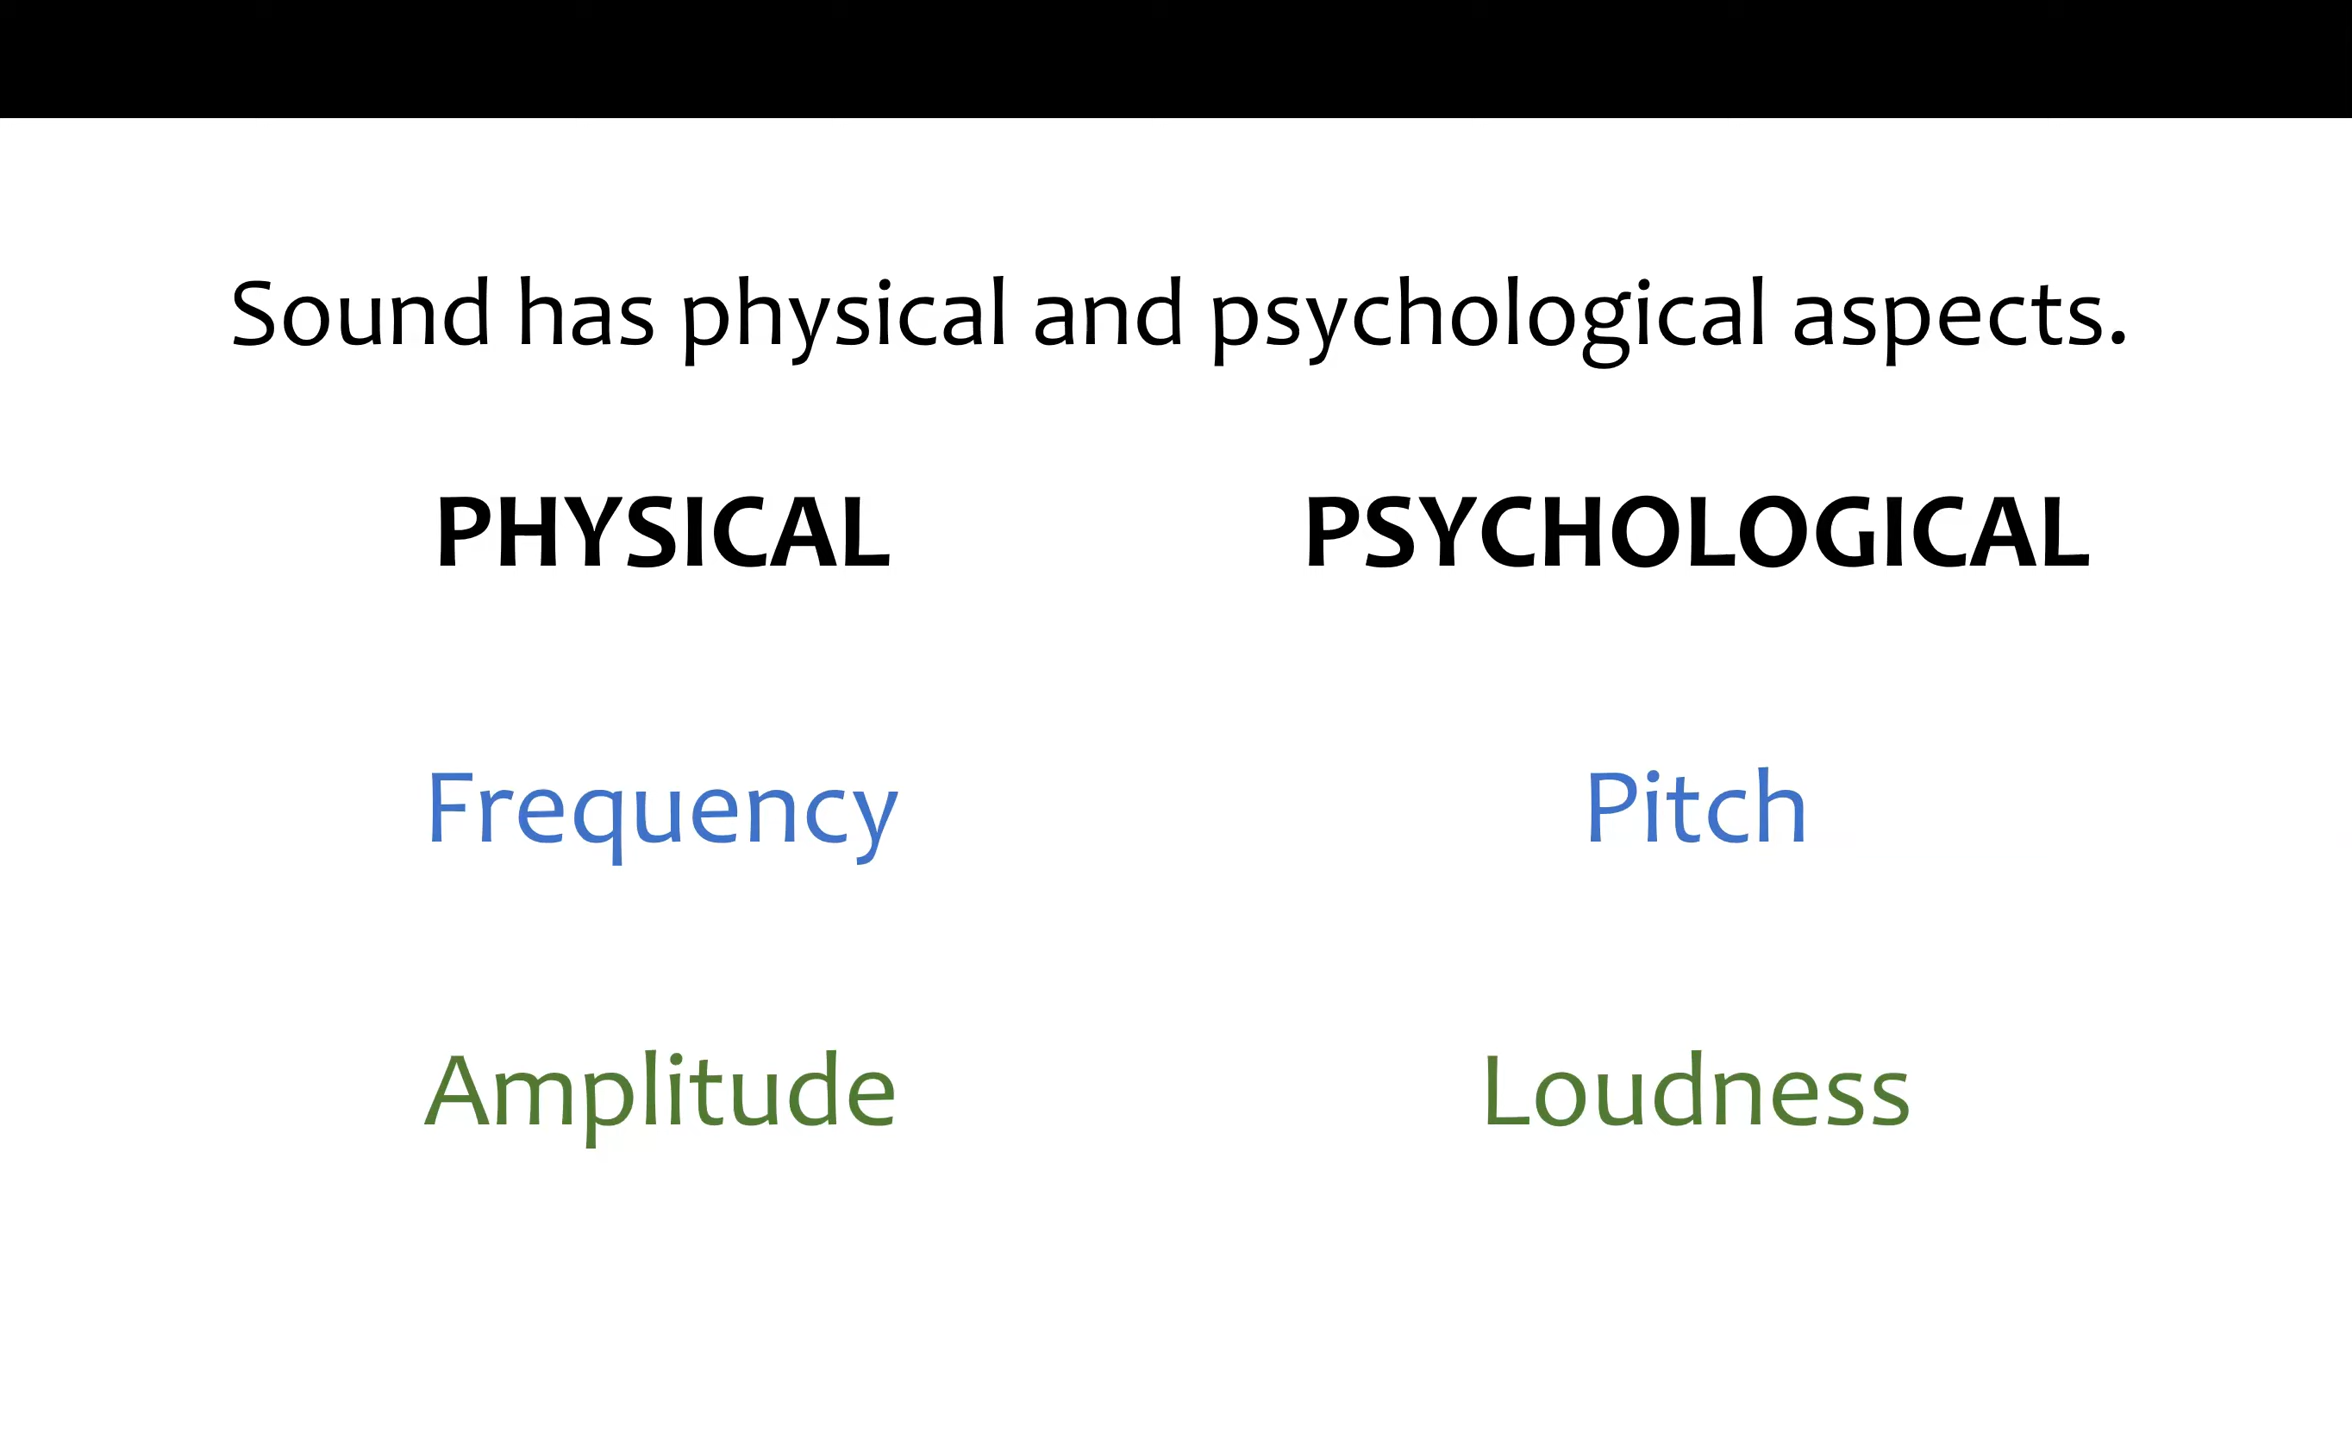 Sound has physical and psychological aspects.
PHYSICAL PSYCHOLOGICAL
Frequency Pitch
Amplitude Loudness